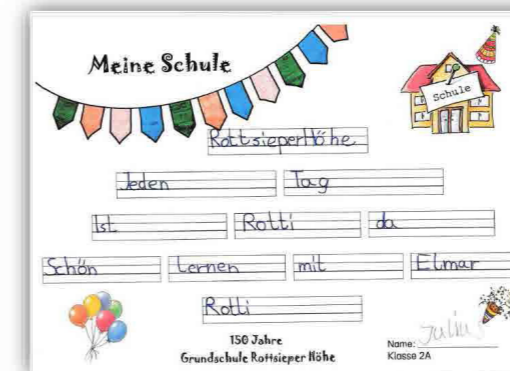 Meine Schule
Schule
RottsieperHöhe
Jeden Tag
Ist Rotti da
Schön Lernen mit Elmar
Rotti
150 Jahre
Grundschule Rottsieper Höhe
Name: Julius
Klasse 2A